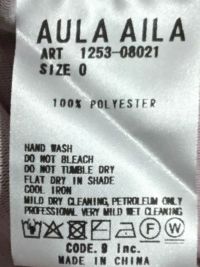 AULA AILA
ART 1253-08021
SIZE 0
100% POLYESTER
HAND WASH
DO NOT BLEACH
DO NOT TUMBLE DRY
FLAT DRY IN SHADE
COOL IRON
MILD DRY CLEANING, PETROLEUM ONLY
PROFESSIONAL VERY MILD WET CLEANING
F W
CODE. 9 Inc.
MADE IN CHINA